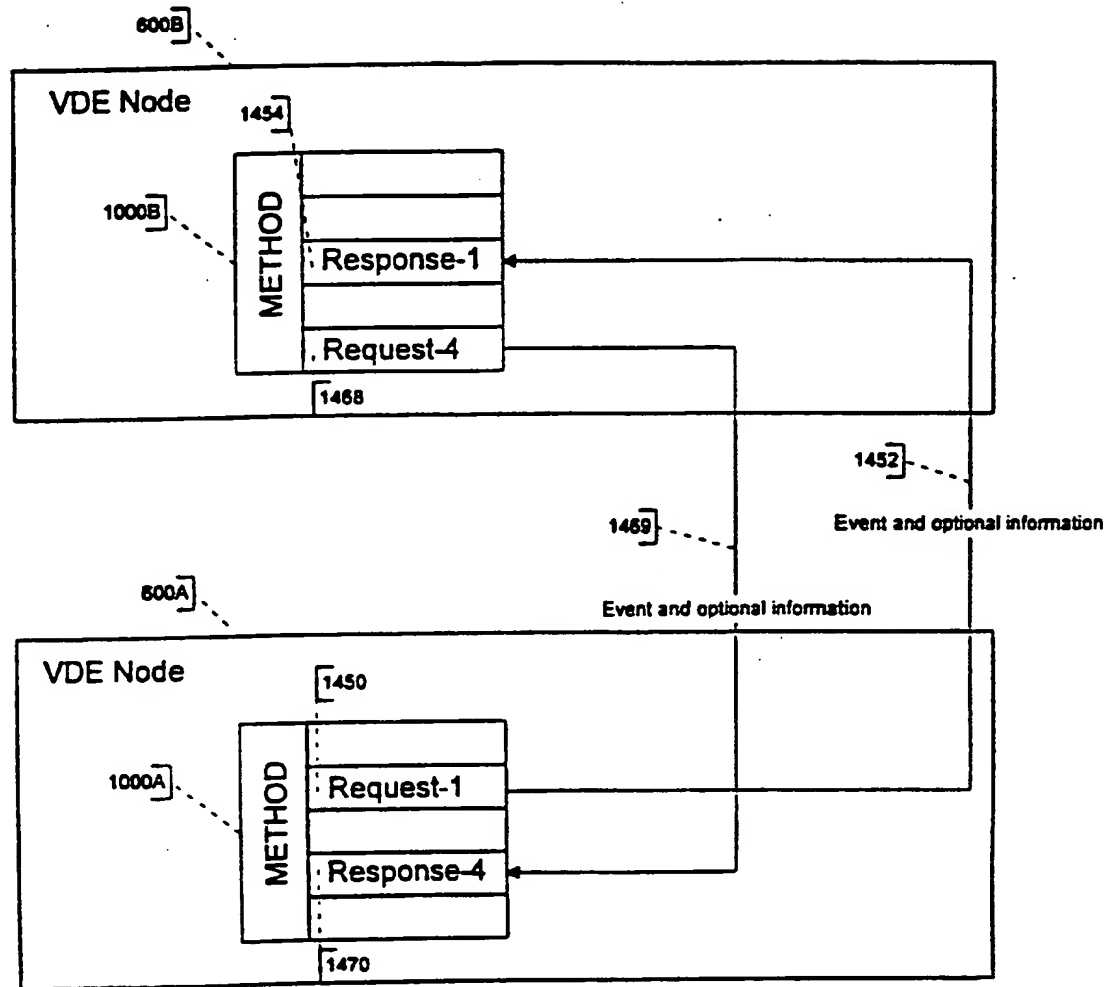 600B
VDE Node
1454
1000B
METHOD
Response-1
Request-4
1468
1452
Event and optional information
1469
600A
Event and optional information
VDE Node
1450
1000A
METHOD
Request-1
Response-4
1470